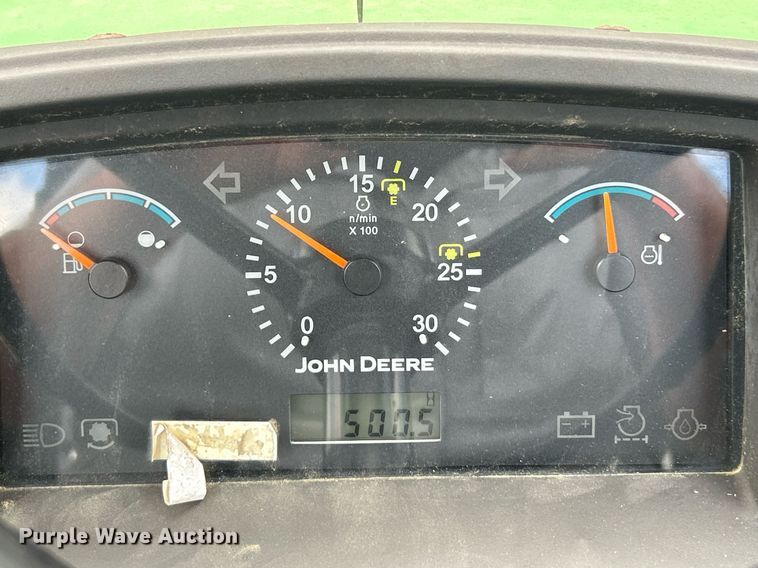 15
E
10
n/min
X 100
20
5
25
0
30
JOHN DEERE
500.5
H
Purple Wave Auction